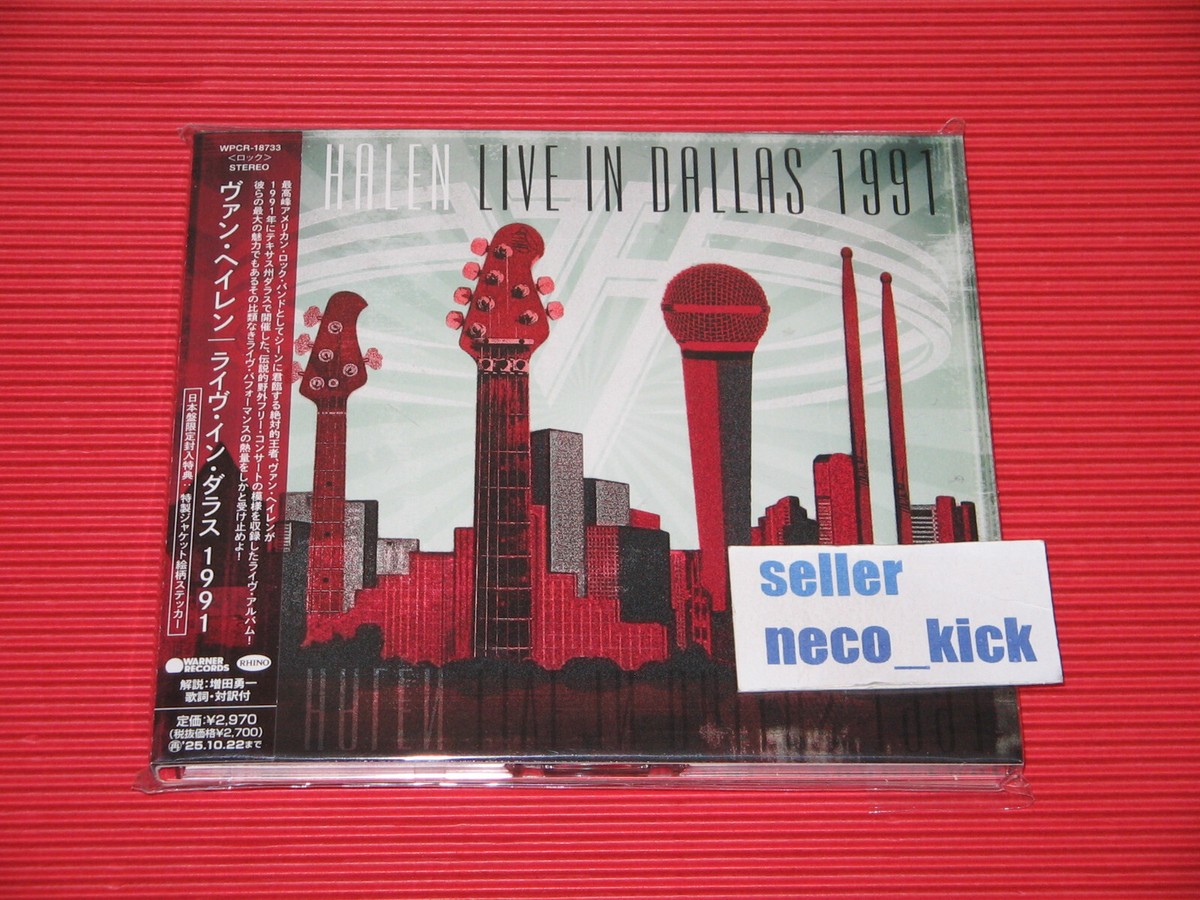 WPCR-18733
<ロック>
STEREO
HALEN LIVE IN DALLAS 1991
最高峰アメリカン・ロック・バンドとしてシーンに君臨する絶対的王者、ヴァン・ヘイレンが
1991年にテキサス州ダラスで開催した、伝説的野外フリー・コンサートの模様を収録したライヴ・アルバム!
彼らの最大の魅力でもあるその比類なきライヴ・パフォーマンスの熱量をしかと受け止めよ!
ヴァン・ヘイレン|ライヴ・イン・ダラス 1991
日本盤限定封入特典:特製ジャケット絵柄ステッカー
WARNER
RECORDS
RHINO
解説:増田勇一
歌詞・対訳付
定価:¥2,970
(税抜価格¥2,700)
再'25.10.22まで
seller
neco_kick